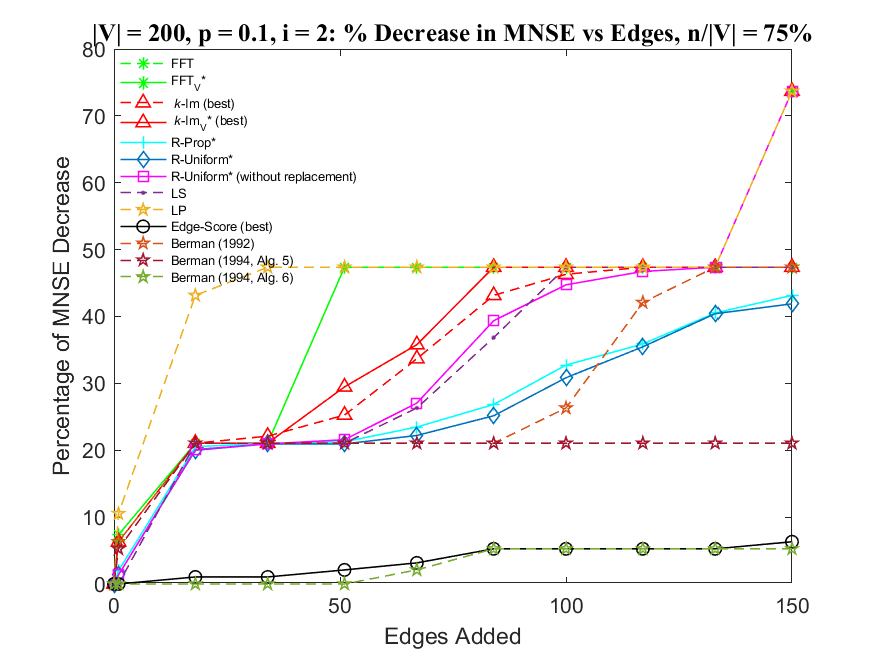 |V| = 200, p = 0.1, i = 2: % Decrease in MNSE vs Edges, n/|V| = 75%
80
70
60
50
40
30
20
10
0
Percentage of MNSE Decrease
FFT
FFT_V*
k-Im (best)
k-Im_V* (best)
R-Prop*
R-Uniform*
R-Uniform* (without replacement)
LS
LP
Edge-Score (best)
Berman (1992)
Berman (1994, Alg. 5)
Berman (1994, Alg. 6)
0 50 100 150
Edges Added